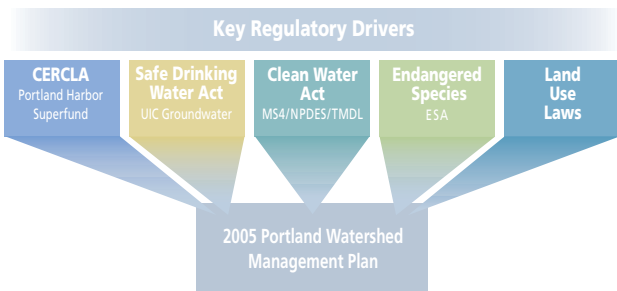 Key Regulatory Drivers
CERCLA
Portland Harbor
Superfund
Safe Drinking
Water Act
UIC Groundwater
Clean Water
Act
MS4/NPDES/TMDL
Endangered
Species
ESA
Land
Use
Laws
2005 Portland Watershed
Management Plan